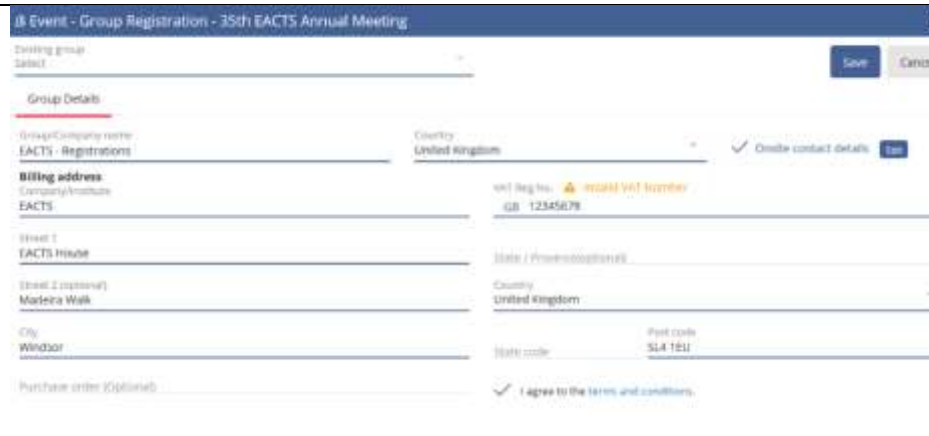 Event - Group Registration - 35th EACTS Annual Meeting
Existing group
Select
Save
Cance
Group Details
Group/Company name
EACTS - Registrations
Country
United Kingdom
Onsite contact details
Edit
Billing address
Company/Institute
EACTS
VAT Reg No. Invalid VAT Number
GB 12345678
Street 1
EACTS House
State / Province(optional)
Street 2 (optional)
Madeira Walk
Country
United Kingdom
City
Windsor
State code
Post code
SL4 1EU
Purchase order (Optional)
I agree to the terms and conditions.